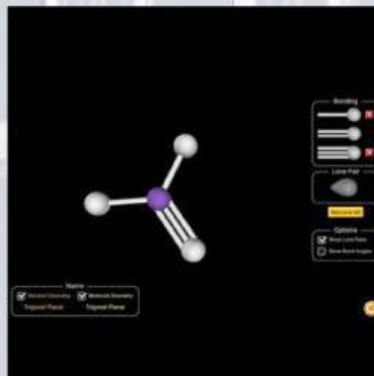 Bonding
Lone Pair
Remove All
Options
Show Lone Pairs
Show Bond Angles
Name
Electron Geometry
Molecule Geometry
Trigonal Planar
Trigonal Planar